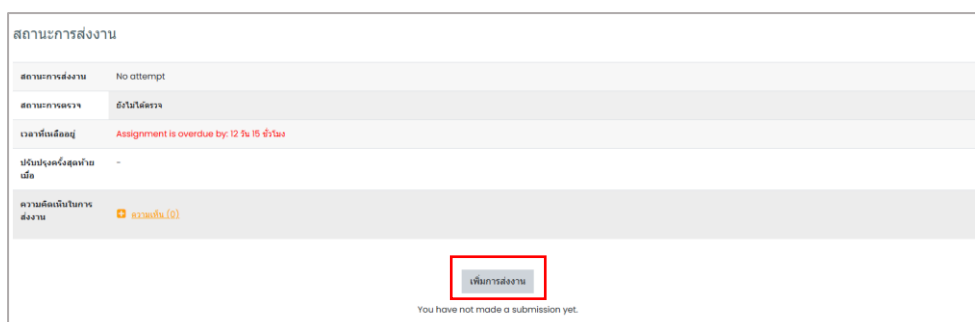 สถานะการส่งงาน
สถานะการส่งงาน No attempt
สถานะการตรวจ ยังไม่ได้ตรวจ
เวลาที่เหลืออยู่ Assignment is overdue by: 12 วัน 15 ชั่วโมง
ปรับปรุงครั้งสุดท้าย -
เมื่อ
ความคิดเห็นในการ
ส่งงาน
ความเห็น (0)
เพิ่มการส่งงาน
You have not made a submission yet.